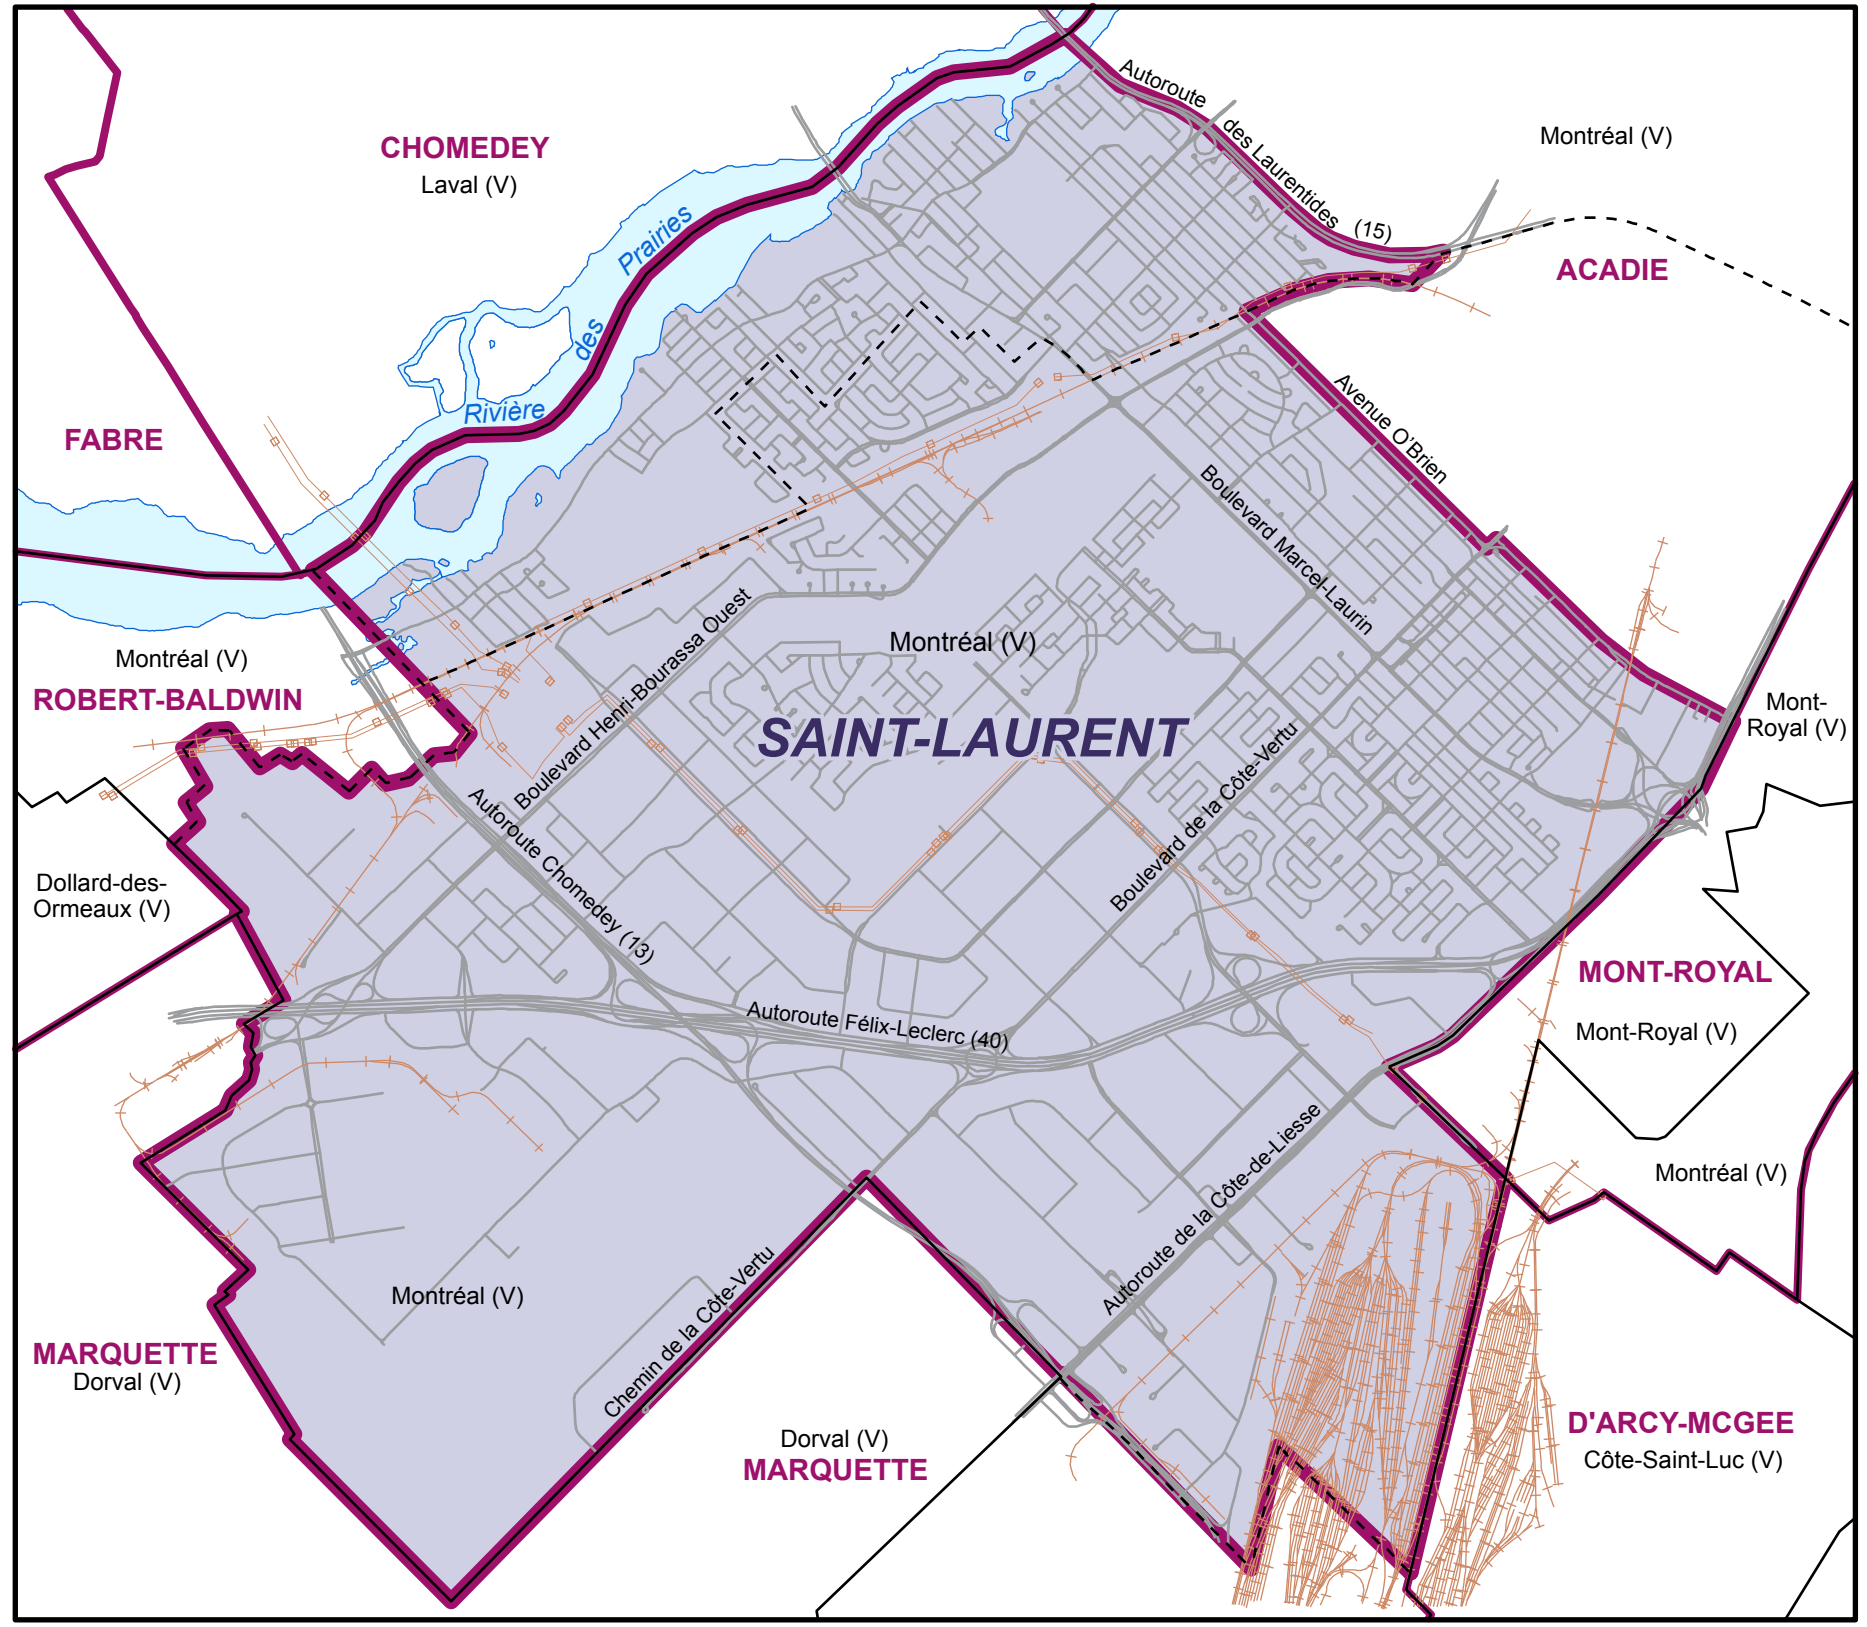 Autoroute
des Laurentides (15)
Montréal (V)
CHOMEDEY
Laval (V)
ACADIE
Rivière
des
Prairies
FABRE
Avenue O'Brien
Boulevard Marcel-Laurin
Montréal (V)
ROBERT-BALDWIN
Montréal (V)
SAINT-LAURENT
Boulevard Henri-Bourassa Ouest
Boulevard de la Côte-Vertu
Mont-
Royal (V)
Autoroute Chomedey (13)
Dollard-des-
Ormeaux (V)
Autoroute Félix-Leclerc (40)
MONT-ROYAL
Mont-Royal (V)
Montréal (V)
Autoroute de la Côte-de-Liesse
Montréal (V)
Chemin de la Côte-Vertu
MARQUETTE
Dorval (V)
Dorval (V)
MARQUETTE
D'ARCY-MCGEE
Côte-Saint-Luc (V)